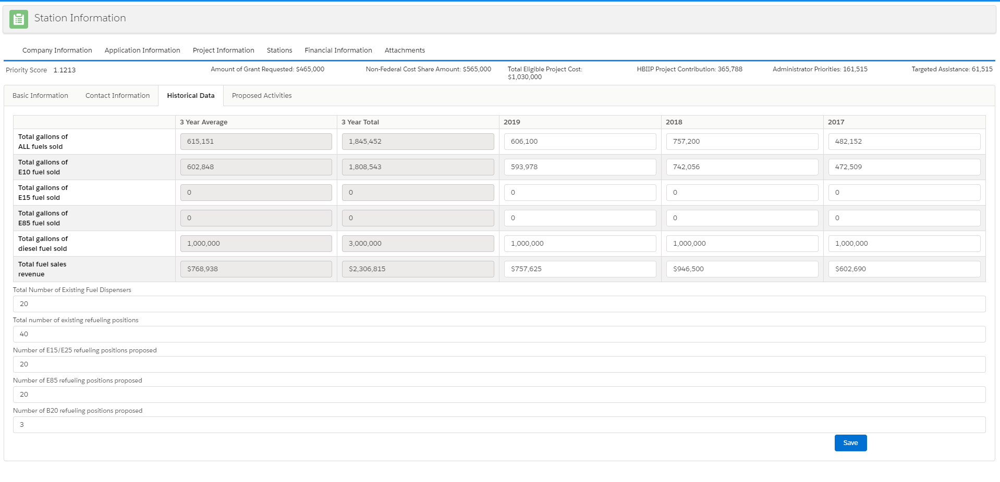 Station Information
Company Information Application Information Project Information Stations Financial Information Attachments
Priority Score 1.1213 Amount of Grant Requested: $465,000 Non-Federal Cost Share Amount: $565,000 Total Eligible Project Cost: $1,030,000 HBIIP Project Contribution: 365,788 Administrator Priorities: 161,515 Targeted Assistance: 61,515
Basic Information Contact Information Historical Data Proposed Activities
3 Year Average 3 Year Total 2019 2018 2017
Total gallons of
ALL fuels sold
615,151 1,845,452 606,100 757,200 482,152
Total gallons of
E10 fuel sold
602,848 1,808,543 593,978 742,056 472,509
Total gallons of
E15 fuel sold
0 0 0 0 0
Total gallons of
E85 fuel sold
0 0 0 0 0
Total gallons of
diesel fuel sold
1,000,000 3,000,000 1,000,000 1,000,000 1,000,000
Total fuel sales
revenue
$768,938 $2,306,815 $757,625 $946,500 $602,690
Total Number of Existing Fuel Dispensers
20
Total number of existing refueling positions
40
Number of E15/E25 refueling positions proposed
20
Number of E85 refueling positions proposed
20
Number of B20 refueling positions proposed
3
Save